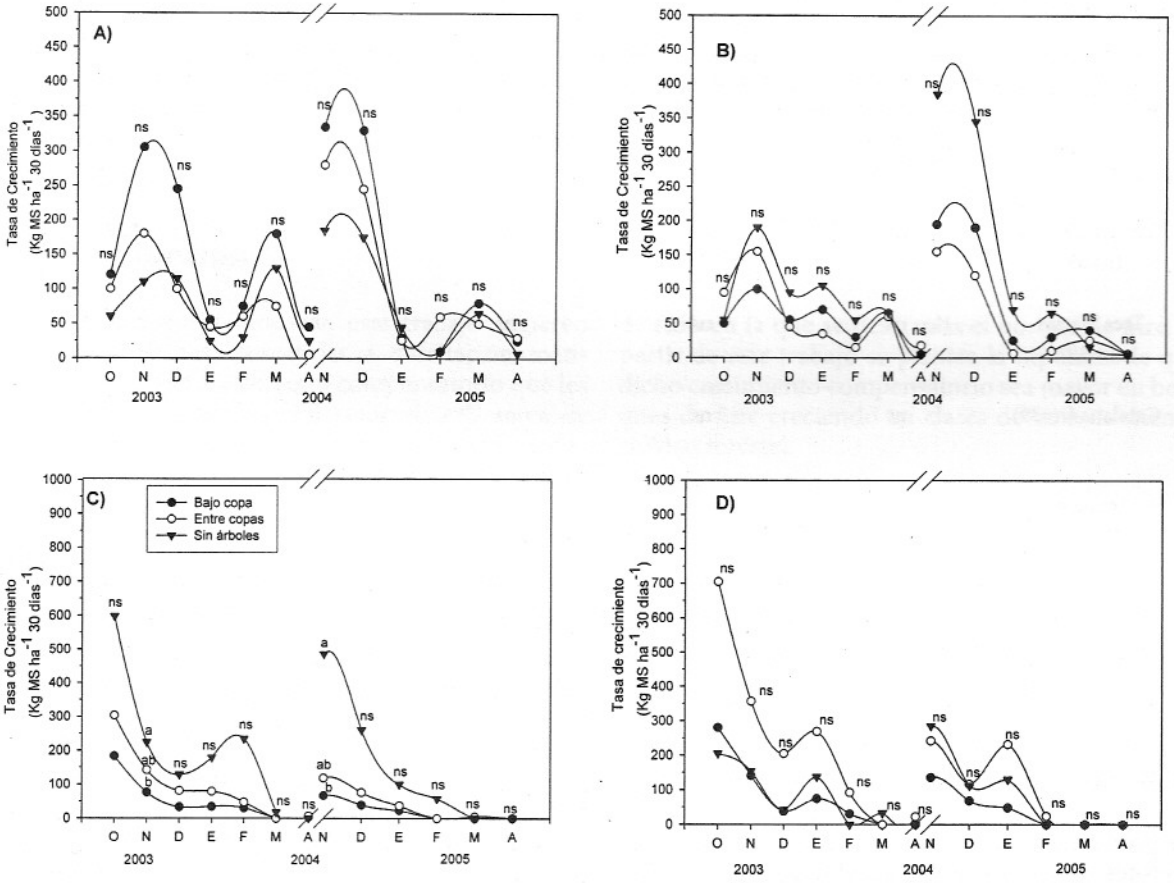 A)
500
450
400
350
300
250
200
150
100
50
0
Tasa de Crecimiento
(Kg MS ha⁻¹ 30 días⁻¹)
ns ns ns ns ns ns ns
ns ns ns ns ns ns
O N D E F M A N D E F M A
2003 2004 2005
B)
500
450
400
350
300
250
200
150
100
50
0
Tasa de Crecimiento
(Kg MS ha⁻¹ 30 días⁻¹)
ns ns ns ns ns ns ns
ns ns ns ns ns ns
O N D E F M A N D E F M A
2003 2004 2005
C)
1000
900
800
700
600
500
400
300
200
100
0
Tasa de Crecimiento
(Kg MS ha⁻¹ 30 días⁻¹)
Bajo copa
Entre copas
Sin árboles
ns a ab b ns ns ns ns ns
a ab b ns ns ns ns ns
O N D E F M A N D E F M A
2003 2004 2005
D)
1000
900
800
700
600
500
400
300
200
100
0
Tasa de crecimiento
(Kg MS ha⁻¹ 30 días⁻¹)
ns ns ns ns ns ns ns
ns ns ns ns ns ns
O N D E F M A N D E F M A
2003 2004 2005